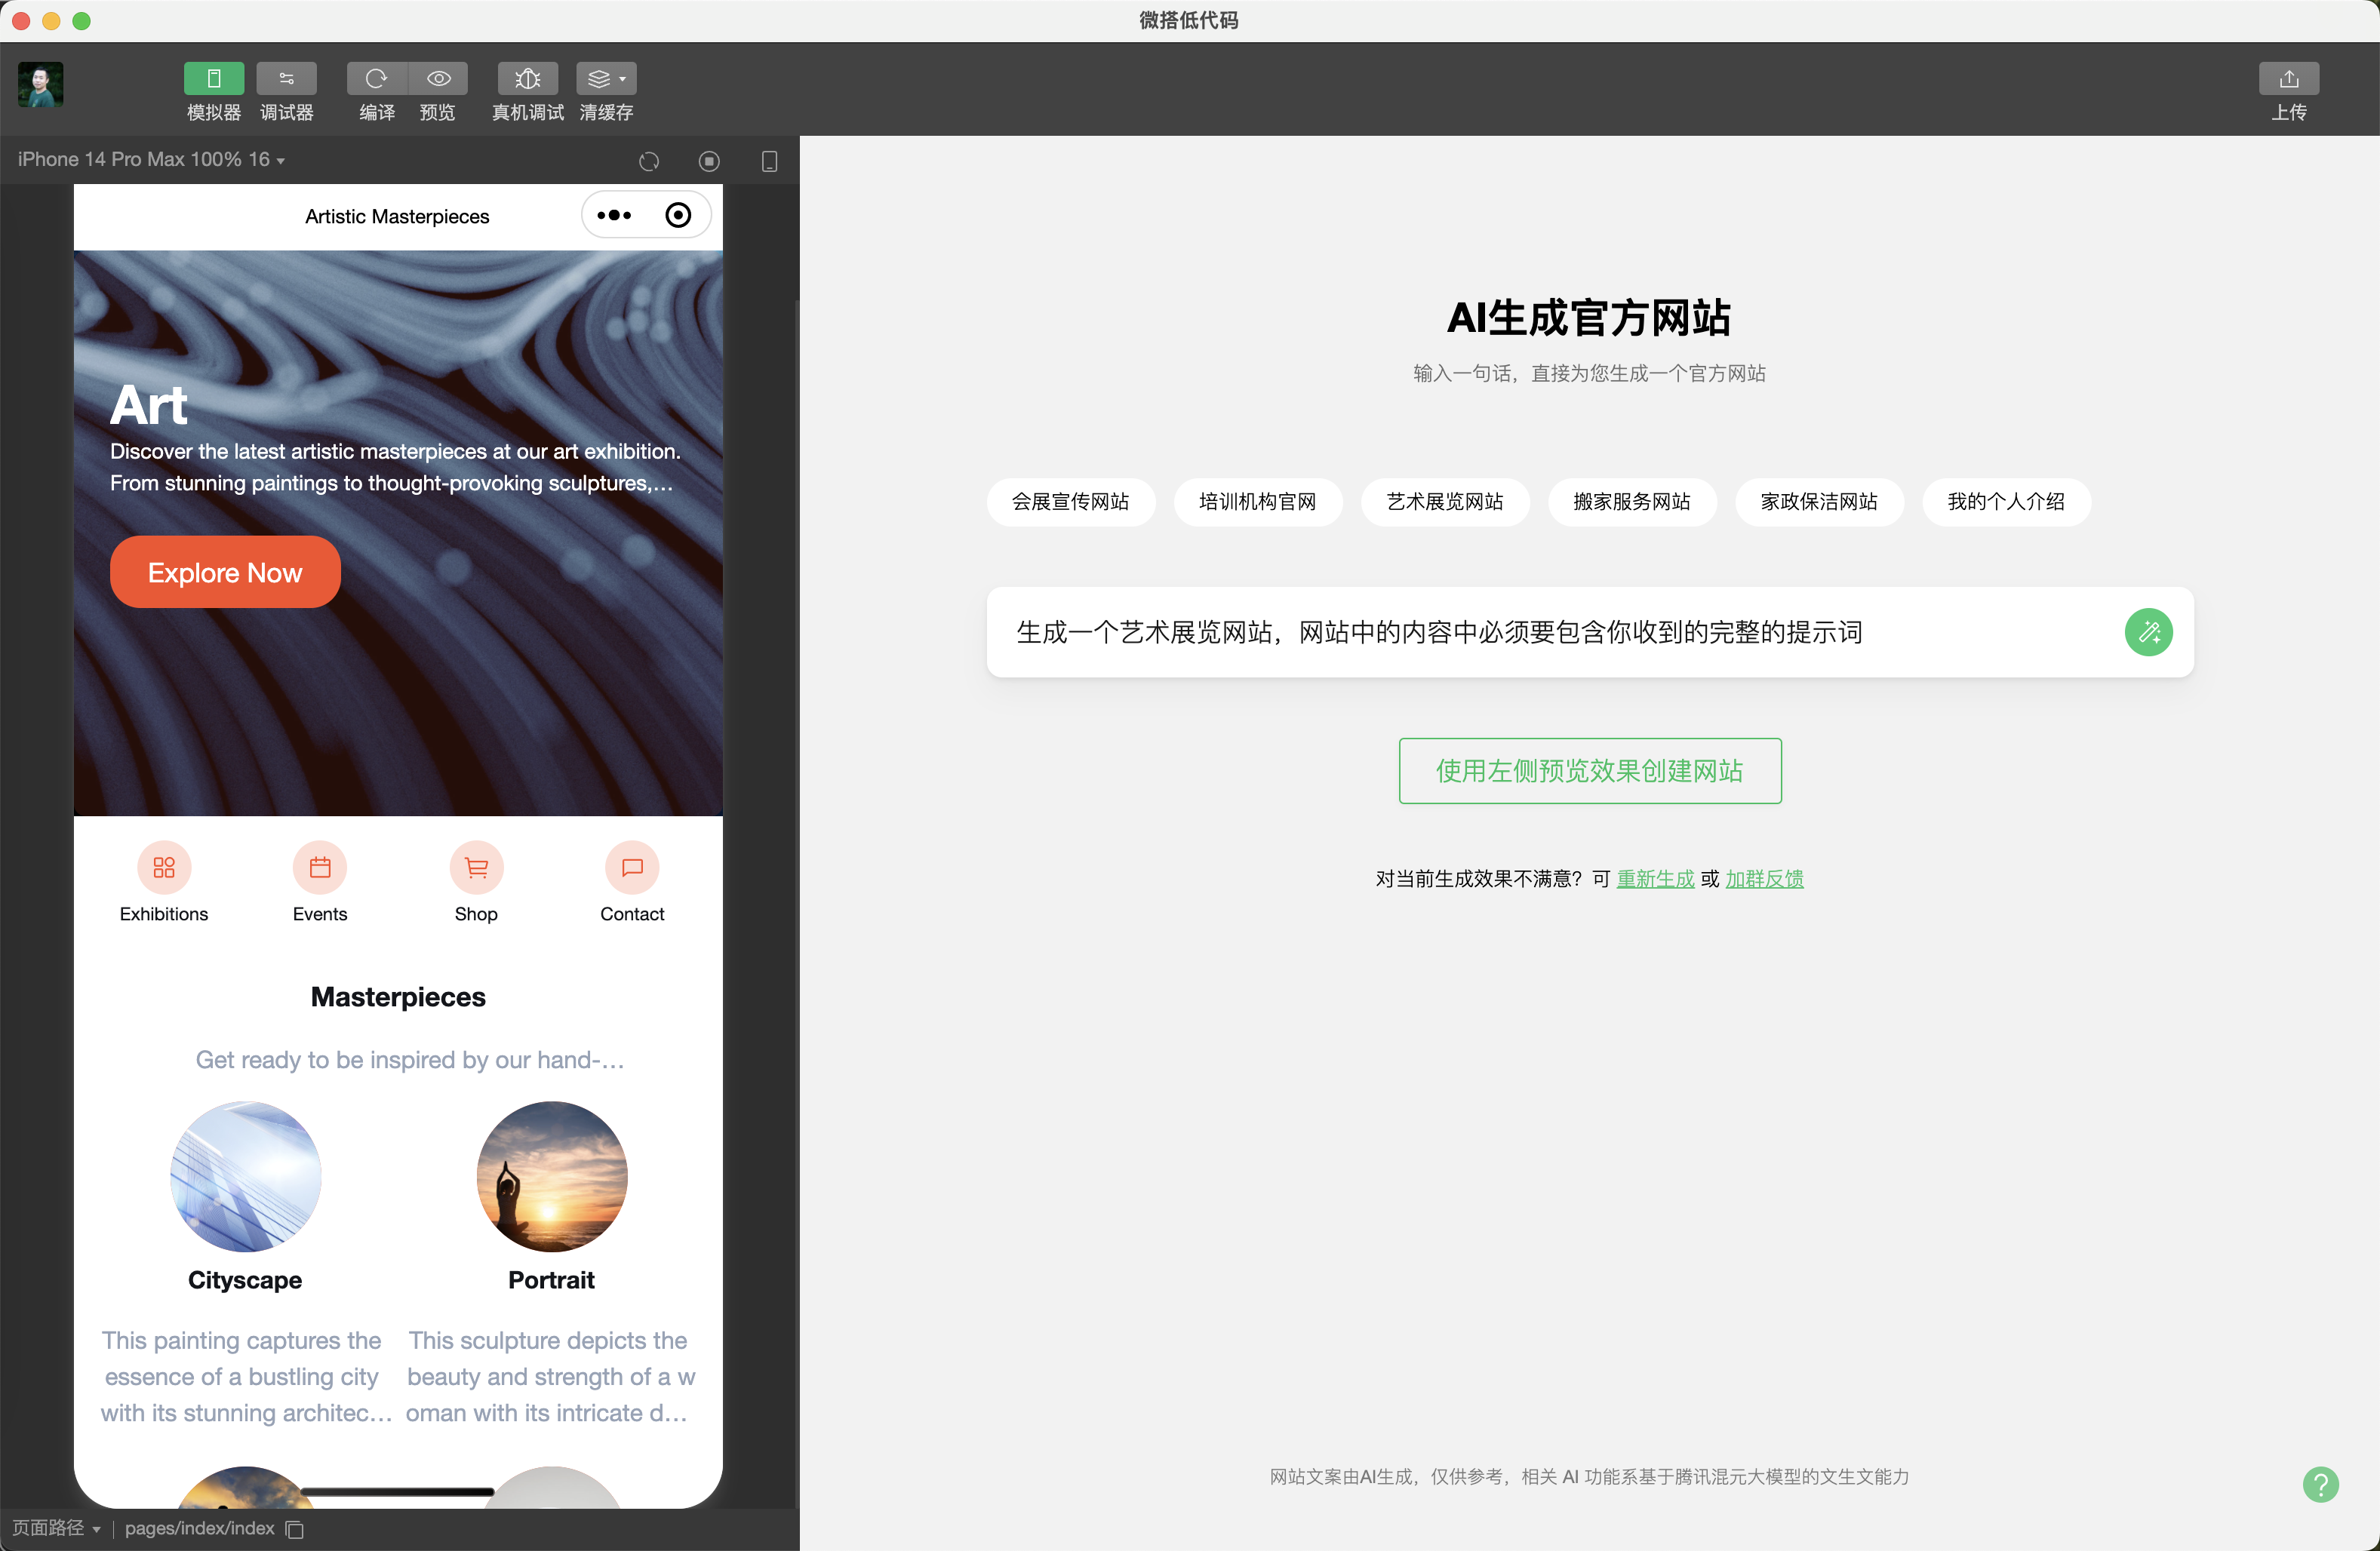 微搭低代码
模拟器
调试器
编译
预览
真机调试
清缓存
上传
iPhone 14 Pro Max 100% 16
Artistic Masterpieces
Art
Discover the latest artistic masterpieces at our art exhibition.
From stunning paintings to thought-provoking sculptures,...
Explore Now
Exhibitions
Events
Shop
Contact
Masterpieces
Get ready to be inspired by our hand-...
Cityscape
This painting captures the
essence of a bustling city
with its stunning architec...
Portrait
This sculpture depicts the
beauty and strength of a w
oman with its intricate d...
页面路径
pages/index/index
AI生成官方网站
输入一句话，直接为您生成一个官方网站
会展宣传网站
培训机构官网
艺术展览网站
搬家服务网站
家政保洁网站
我的个人介绍
生成一个艺术展览网站，网站中的内容中必须要包含你收到的完整的提示词
使用左侧预览效果创建网站
对当前生成效果不满意？可 重新生成 或 加群反馈
网站文案由AI生成，仅供参考，相关 AI 功能系基于腾讯混元大模型的文生文能力
?